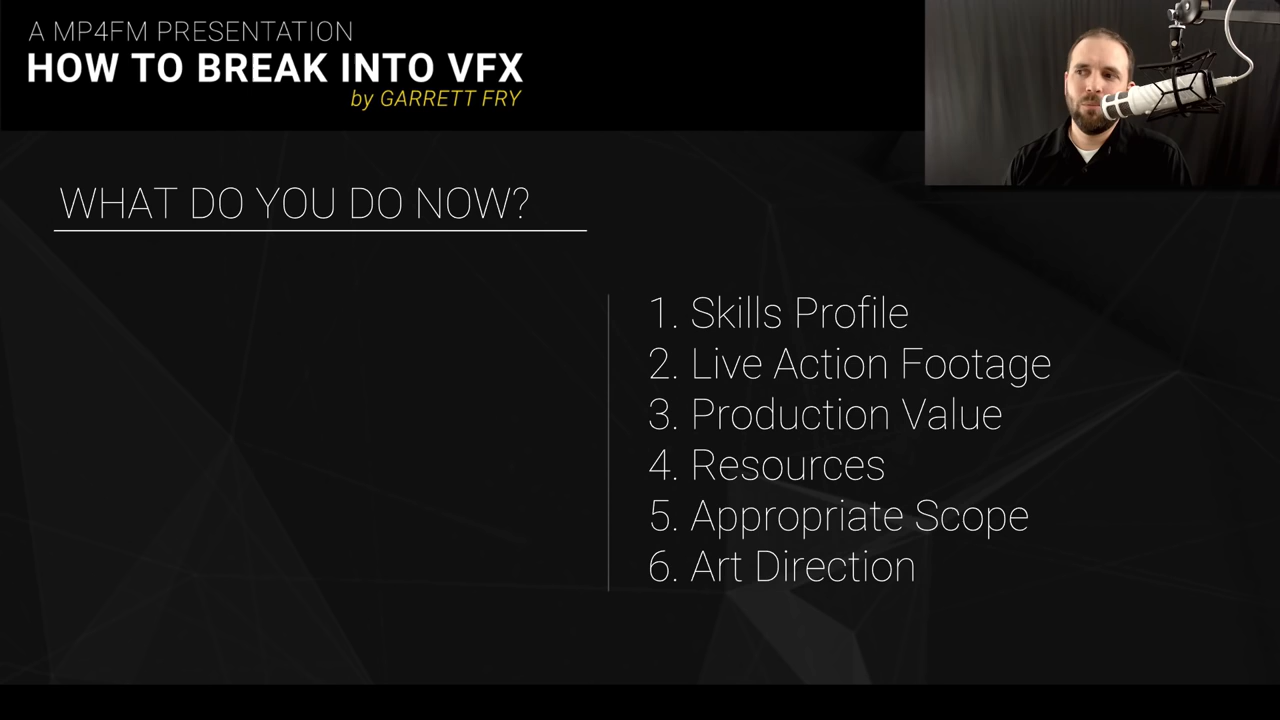 A MP4FM PRESENTATION
HOW TO BREAK INTO VFX
by GARRETT FRY
WHAT DO YOU DO NOW?
1. Skills Profile
2. Live Action Footage
3. Production Value
4. Resources
5. Appropriate Scope
6. Art Direction